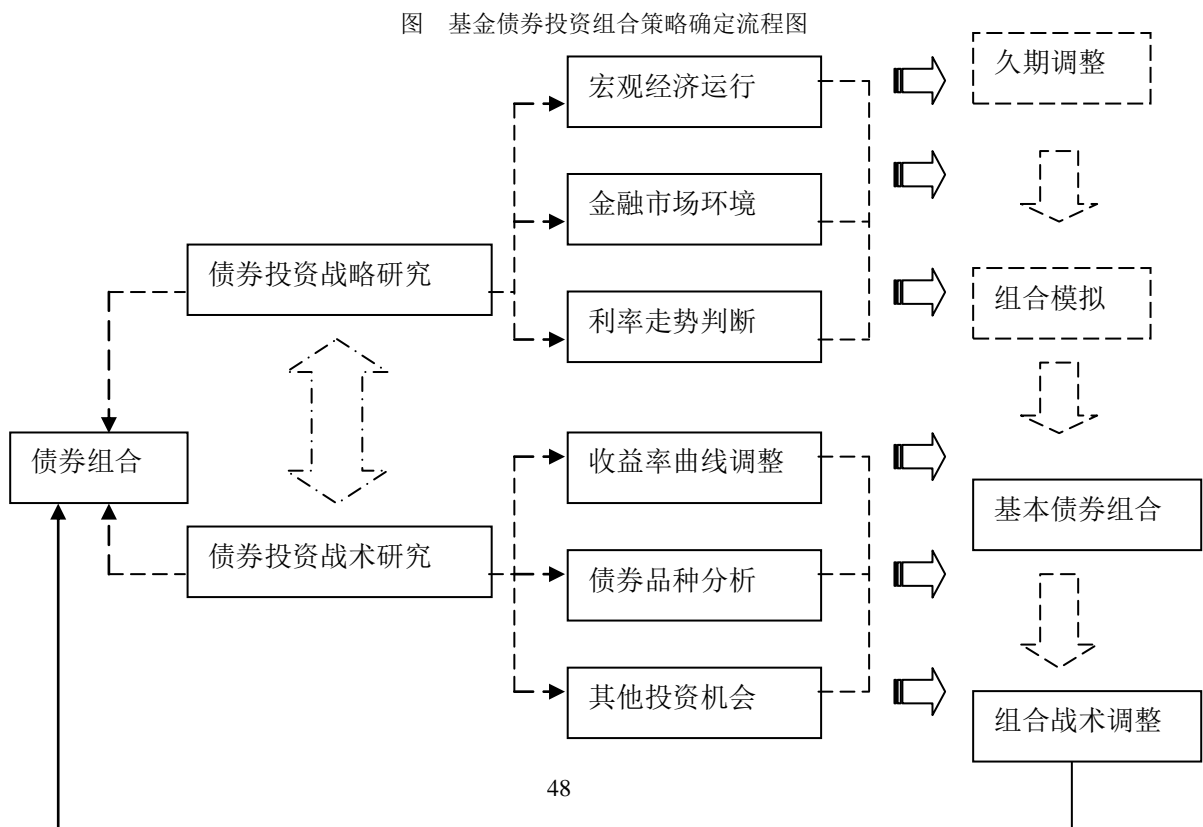 图 基金债券投资组合策略确定流程图
久期调整
宏观经济运行
金融市场环境
债券投资战略研究
利率走势判断
组合模拟
债券组合
收益率曲线调整
基本债券组合
债券投资战术研究
债券品种分析
其他投资机会
组合战术调整
48